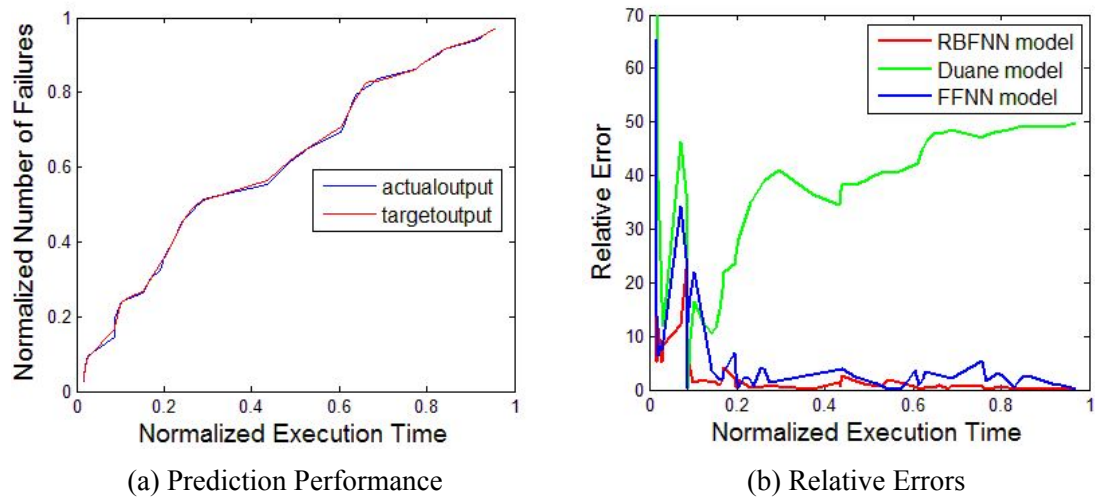 1
0.8
0.6
0.4
0.2
0
0
0.2
0.4
0.6
0.8
1
Normalized Number of Failures
Normalized Execution Time
actualoutput
targetoutput
(a) Prediction Performance
70
60
50
40
30
20
10
0
0
0.2
0.4
0.6
0.8
1
Relative Error
Normalized Execution Time
RBFNN model
Duane model
FFNN model
(b) Relative Errors